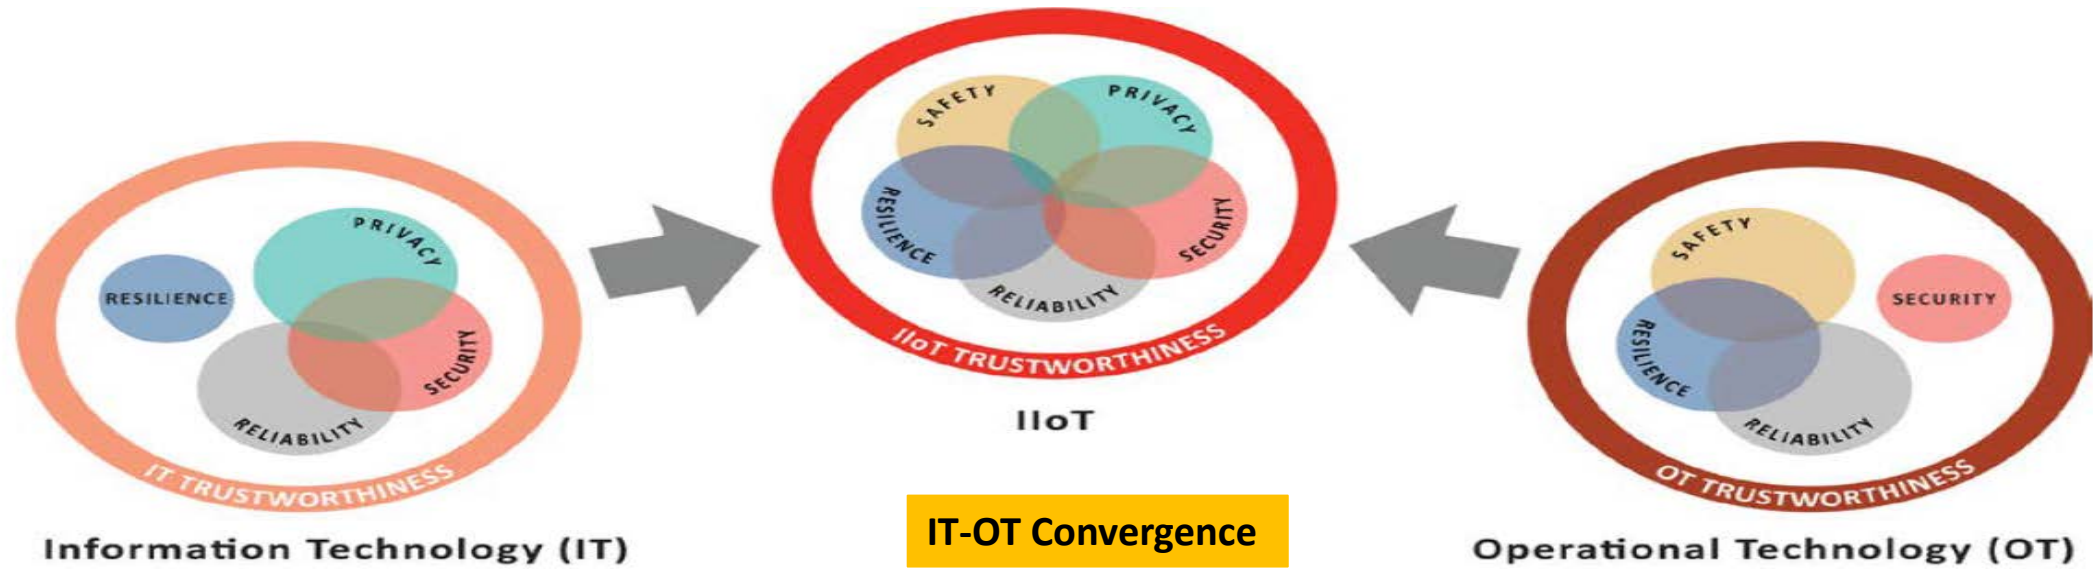 RESILIENCE
PRIVACY
SECURITY
RELIABILITY
IT TRUSTWORTHINESS
Information Technology (IT)
SAFETY
PRIVACY
RESILIENCE
SECURITY
RELIABILITY
IIoT TRUSTWORTHINESS
IIoT
IT-OT Convergence
SAFETY
SECURITY
RESILIENCE
RELIABILITY
OT TRUSTWORTHINESS
Operational Technology (OT)